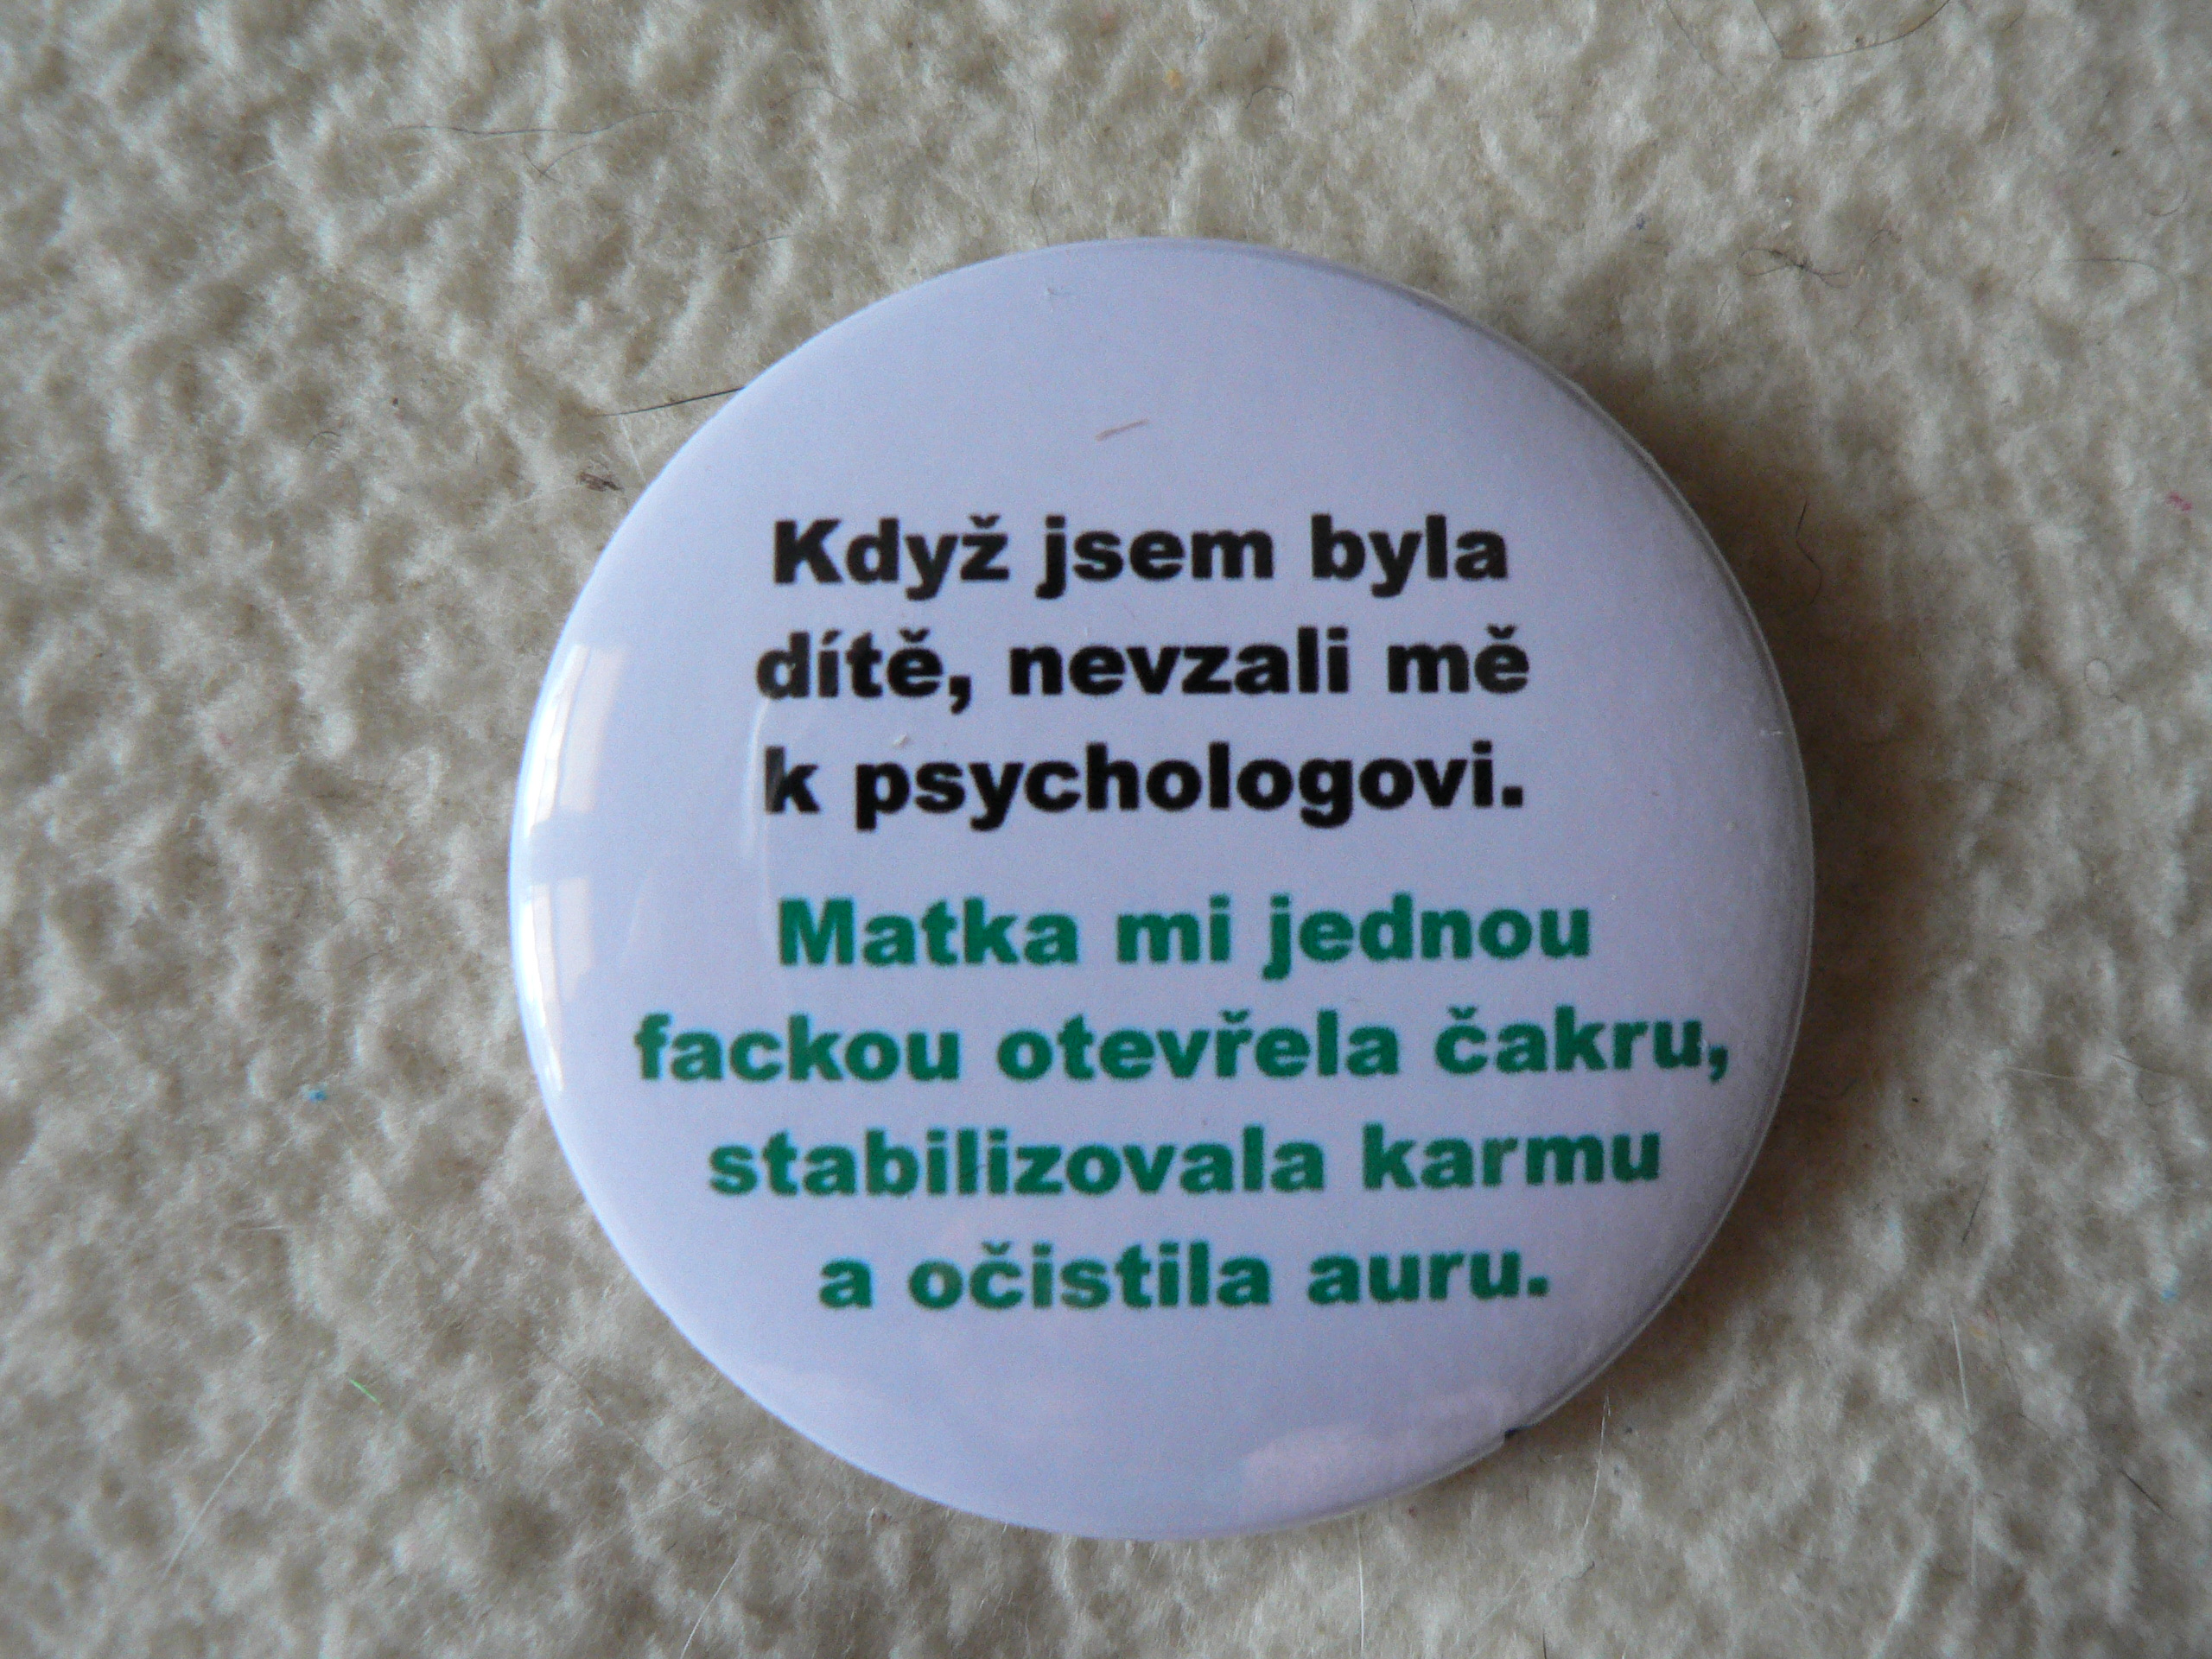 Když jsem byla
dítě, nevzali mě
k psychologovi.
Matka mi jednou
fackou otevřela čakru,
stabilizovala karmu
a očistila auru.